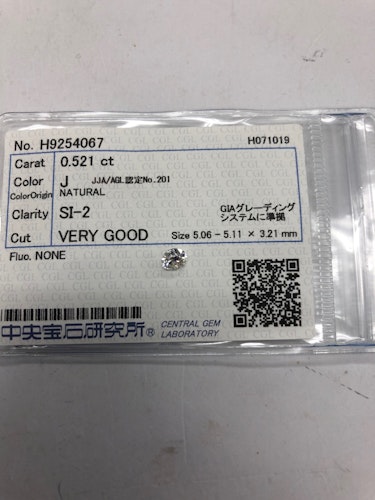 No. H9254067 H071019
Carat 0.521 ct
Color J JJA/AGL認定No.201
ColorOrigin NATURAL
Clarity SI-2 GIAグレーディング
システムに準拠
Cut VERY GOOD Size 5.06 - 5.11 × 3.21 mm
Fluo. NONE
中央宝石研究所® CENTRAL GEM
LABORATORY